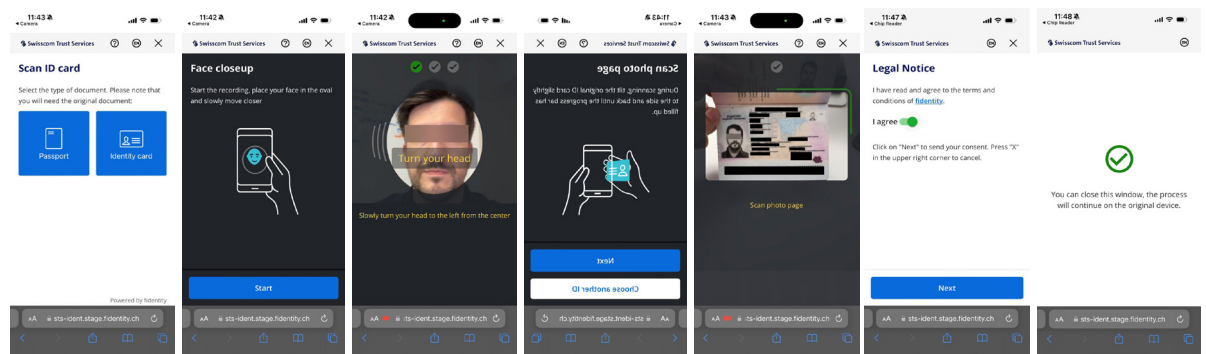 11:43
◂ Camera
Swisscom Trust Services
EN
Scan ID card
Select the type of document. Please note that
you will need the original document:
Passport
Identity card
Powered by fidentity
AA sts-ident.stage.fidentity.ch
11:42
◂ Camera
Swisscom Trust Services
EN
Face closeup
Start the recording, place your face in the oval
and slowly move closer
Start
AA sts-ident.stage.fidentity.ch
11:42
◂ Camera
Swisscom Trust Services
EN
Turn your head
Slowly turn your head to the left from the center
AA sts-ident.stage.fidentity.ch
11:43
Camera ▸
Swisscom Trust Services
EN
Scan photo page
During scanning, tilt the original ID card slightly
to the side and back until the progress bar has
filled up.
Next
Choose another ID
AA sts-ident.stage.fidentity.ch
11:43
◂ Camera
Swisscom Trust Services
EN
Scan photo page
AA sts-ident.stage.fidentity.ch
11:47
◂ Chip Reader
Swisscom Trust Services
EN
Legal Notice
I have read and agree to the terms and
conditions of fidentity.
I agree
Click on "Next" to send your consent. Press "X"
in the upper right corner to cancel.
Next
AA sts-ident.stage.fidentity.ch
11:48
◂ Chip Reader
Swisscom Trust Services
EN
You can close this window, the process
will continue on the original device.
AA sts-ident.stage.fidentity.ch